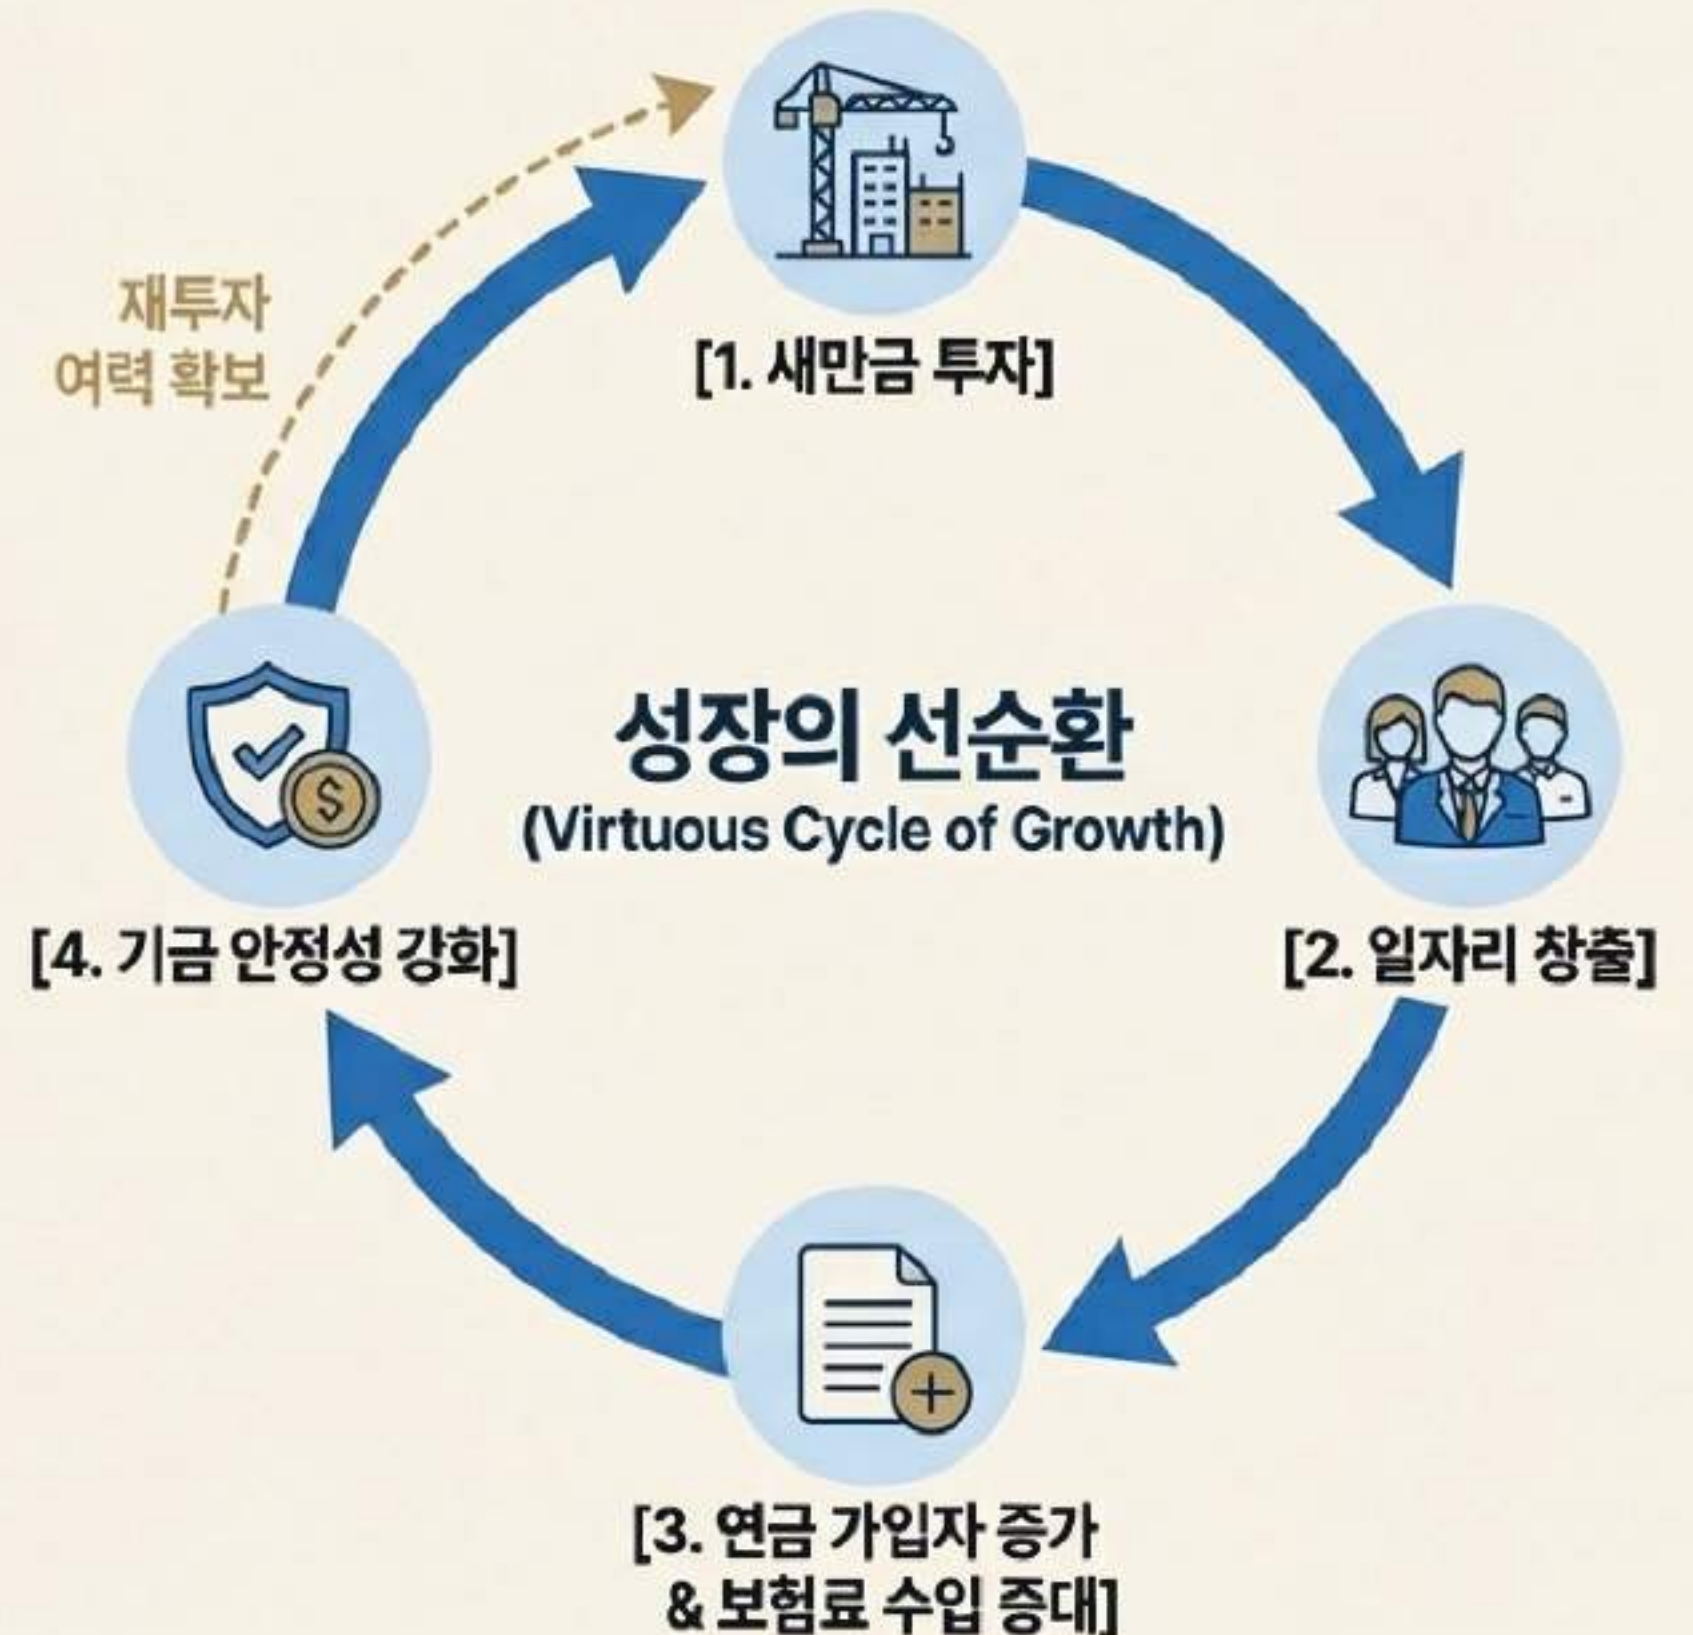 재투자
여력 확보
[1. 새만금 투자]
성장의 선순환
(Virtuous Cycle of Growth)
[4. 기금 안정성 강화]
[2. 일자리 창출]
[3. 연금 가입자 증가
& 보험료 수입 증대]
$